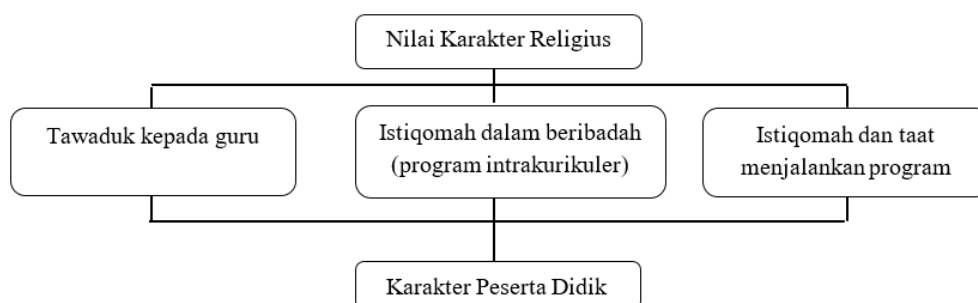 Nilai Karakter Religius
Tawaduk kepada guru
Istiqomah dalam beribadah
(program intrakurikuler)
Istiqomah dan taat
menjalankan program
Karakter Peserta Didik